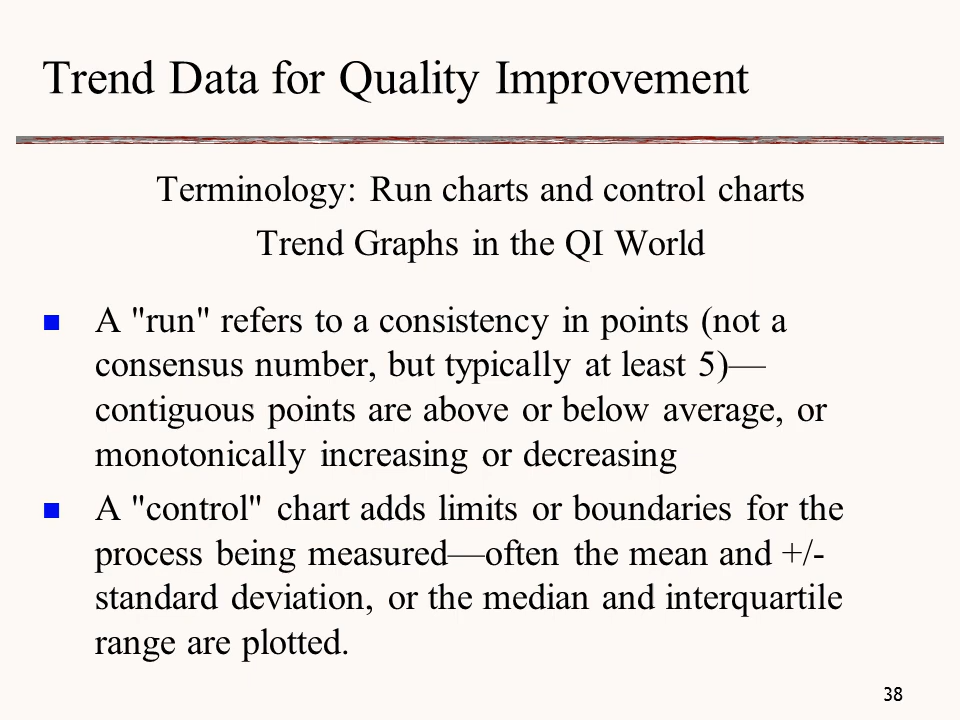 Trend Data for Quality Improvement
Terminology: Run charts and control charts
Trend Graphs in the QI World
A "run" refers to a consistency in points (not a
consensus number, but typically at least 5)—
contiguous points are above or below average, or
monotonically increasing or decreasing
A "control" chart adds limits or boundaries for the
process being measured—often the mean and +/-
standard deviation, or the median and interquartile
range are plotted.
38